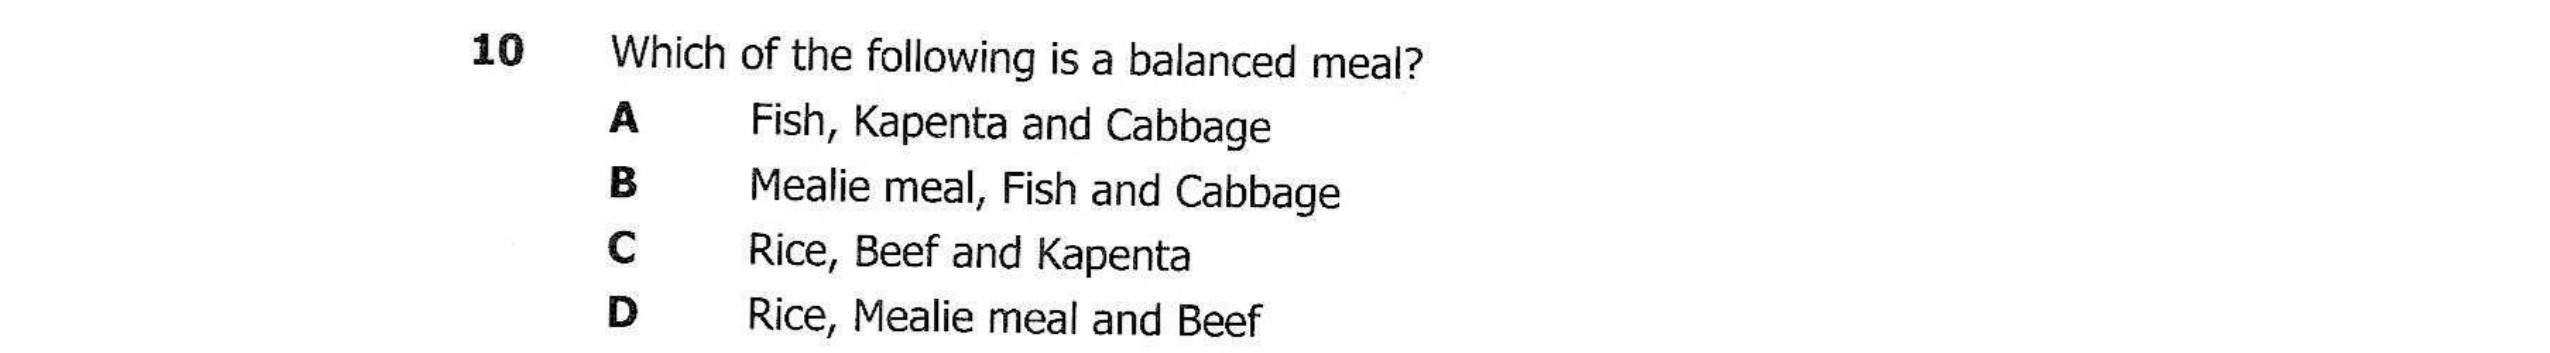 10 Which of the following is a balanced meal?
A Fish, Kapenta and Cabbage
B Mealie meal, Fish and Cabbage
C Rice, Beef and Kapenta
D Rice, Mealie meal and Beef